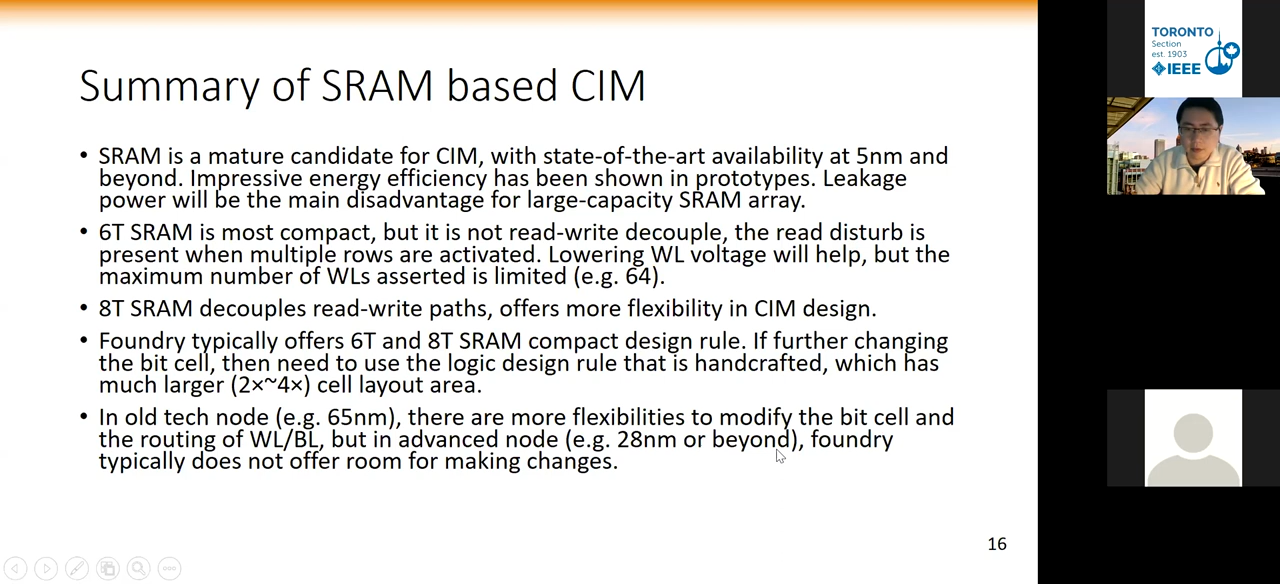 Summary of SRAM based CIM
• SRAM is a mature candidate for CIM, with state-of-the-art availability at 5nm and
beyond. Impressive energy efficiency has been shown in prototypes. Leakage
power will be the main disadvantage for large-capacity SRAM array.
• 6T SRAM is most compact, but it is not read-write decouple, the read disturb is
present when multiple rows are activated. Lowering WL voltage will help, but the
maximum number of WLs asserted is limited (e.g. 64).
• 8T SRAM decouples read-write paths, offers more flexibility in CIM design.
• Foundry typically offers 6T and 8T SRAM compact design rule. If further changing
the bit cell, then need to use the logic design rule that is handcrafted, which has
much larger (2×~4×) cell layout area.
• In old tech node (e.g. 65nm), there are more flexibilities to modify the bit cell and
the routing of WL/BL, but in advanced node (e.g. 28nm or beyond), foundry
typically does not offer room for making changes.
16
TORONTO
Section
est. 1903
IEEE